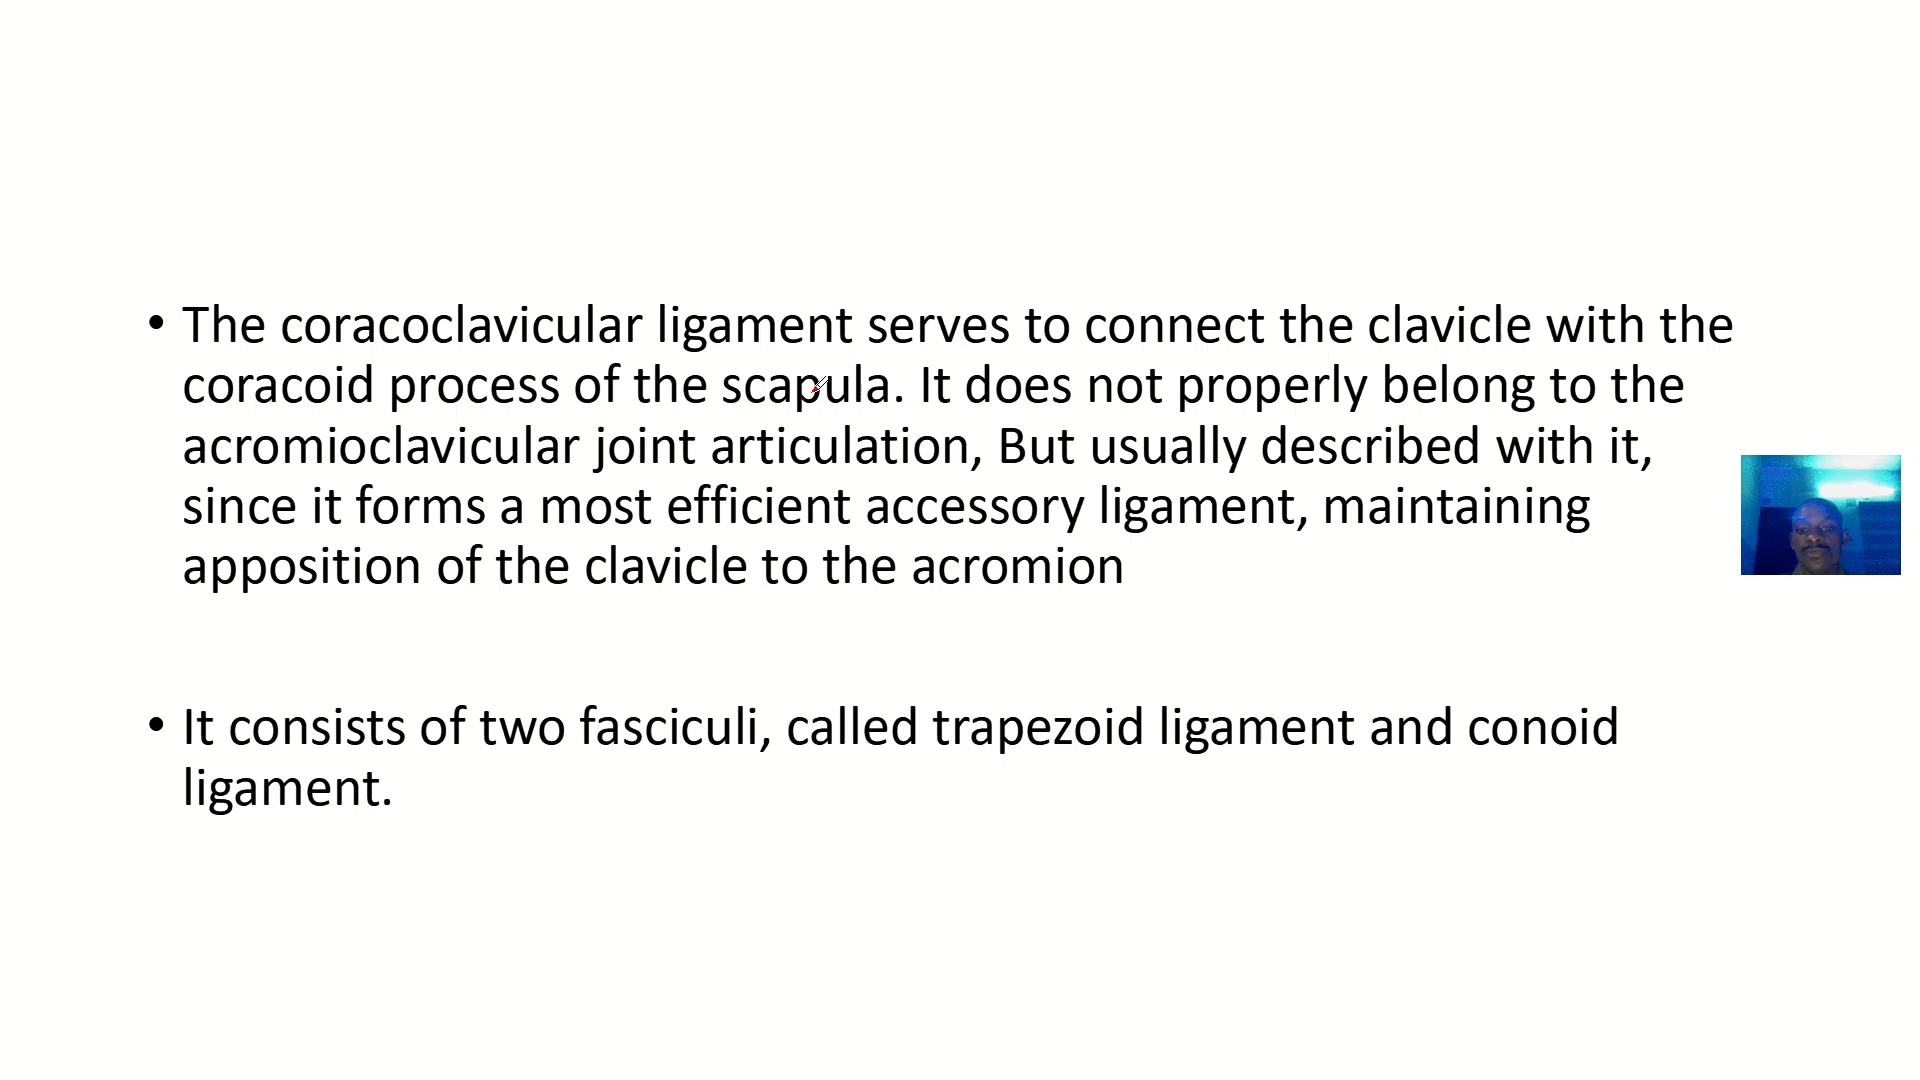 • The coracoclavicular ligament serves to connect the clavicle with the
coracoid process of the scapula. It does not properly belong to the
acromioclavicular joint articulation, But usually described with it,
since it forms a most efficient accessory ligament, maintaining
apposition of the clavicle to the acromion
• It consists of two fasciculi, called trapezoid ligament and conoid
ligament.